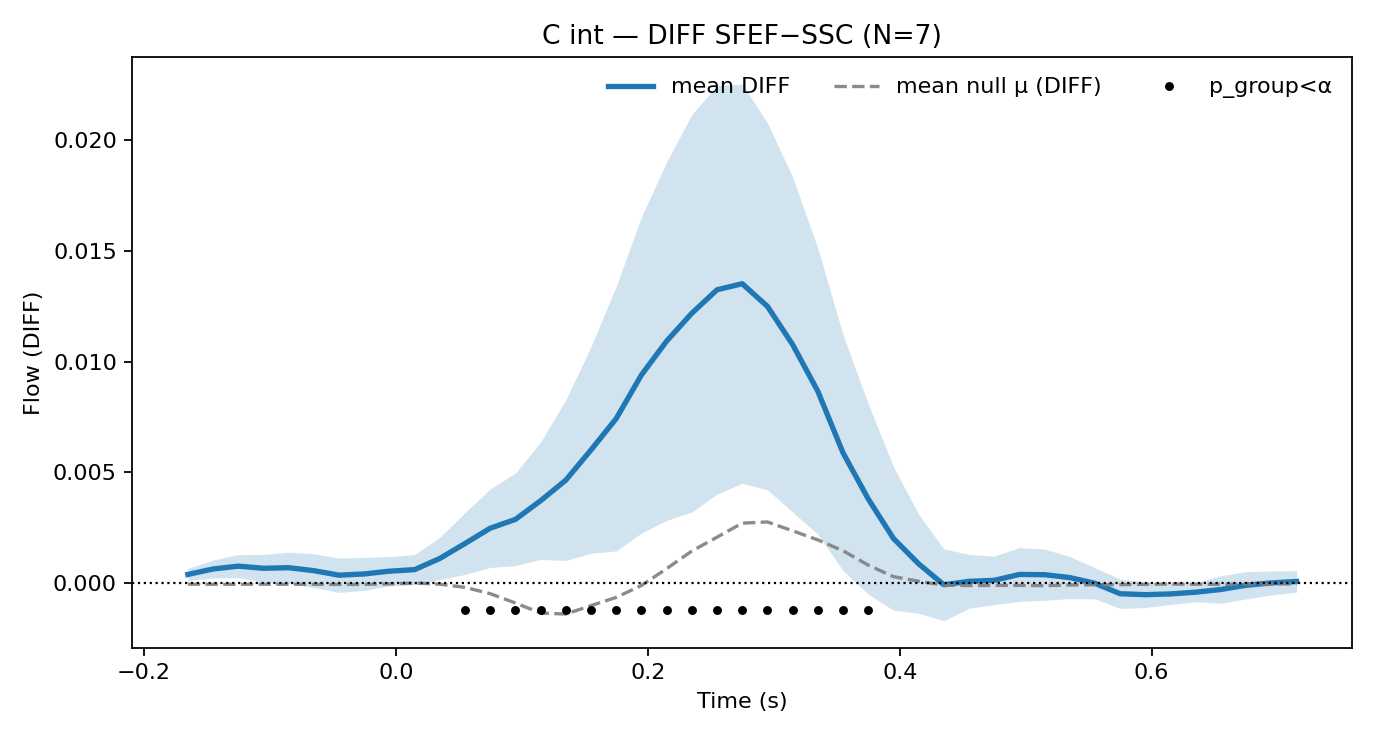 C int — DIFF SFEF−SSC (N=7)
mean DIFF
mean null μ (DIFF)
p_group<α
Flow (DIFF)
0.020
0.015
0.010
0.005
0.000
−0.2
0.0
0.2
0.4
0.6
Time (s)